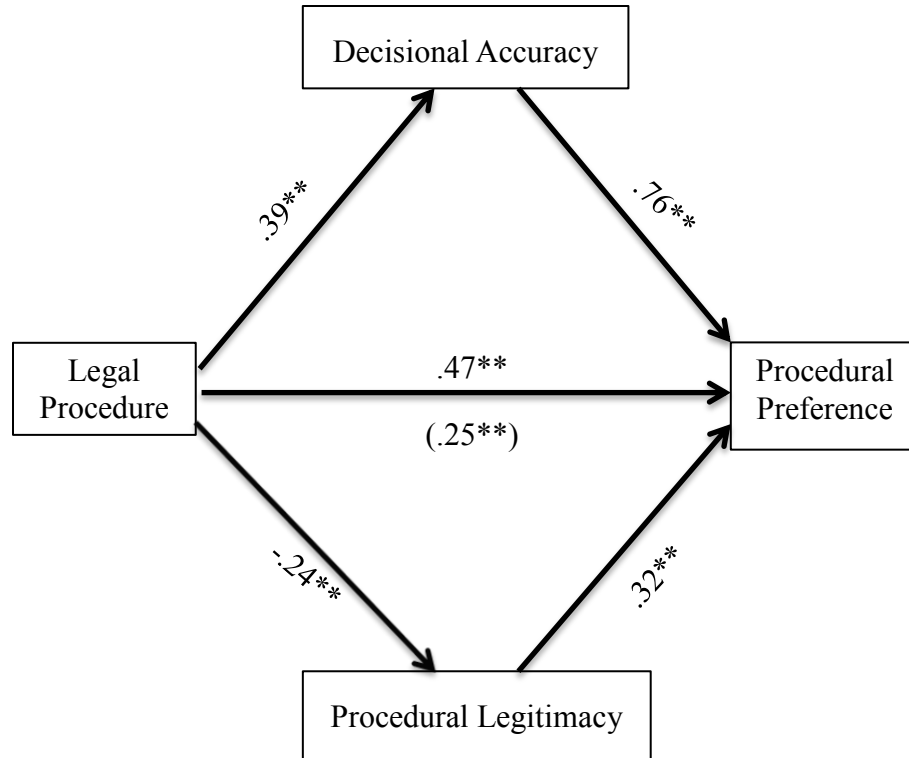 Decisional Accuracy
.39**
.76**
Legal
Procedure
.47**
(.25**)
Procedural
Preference
-.24**
.32**
Procedural Legitimacy